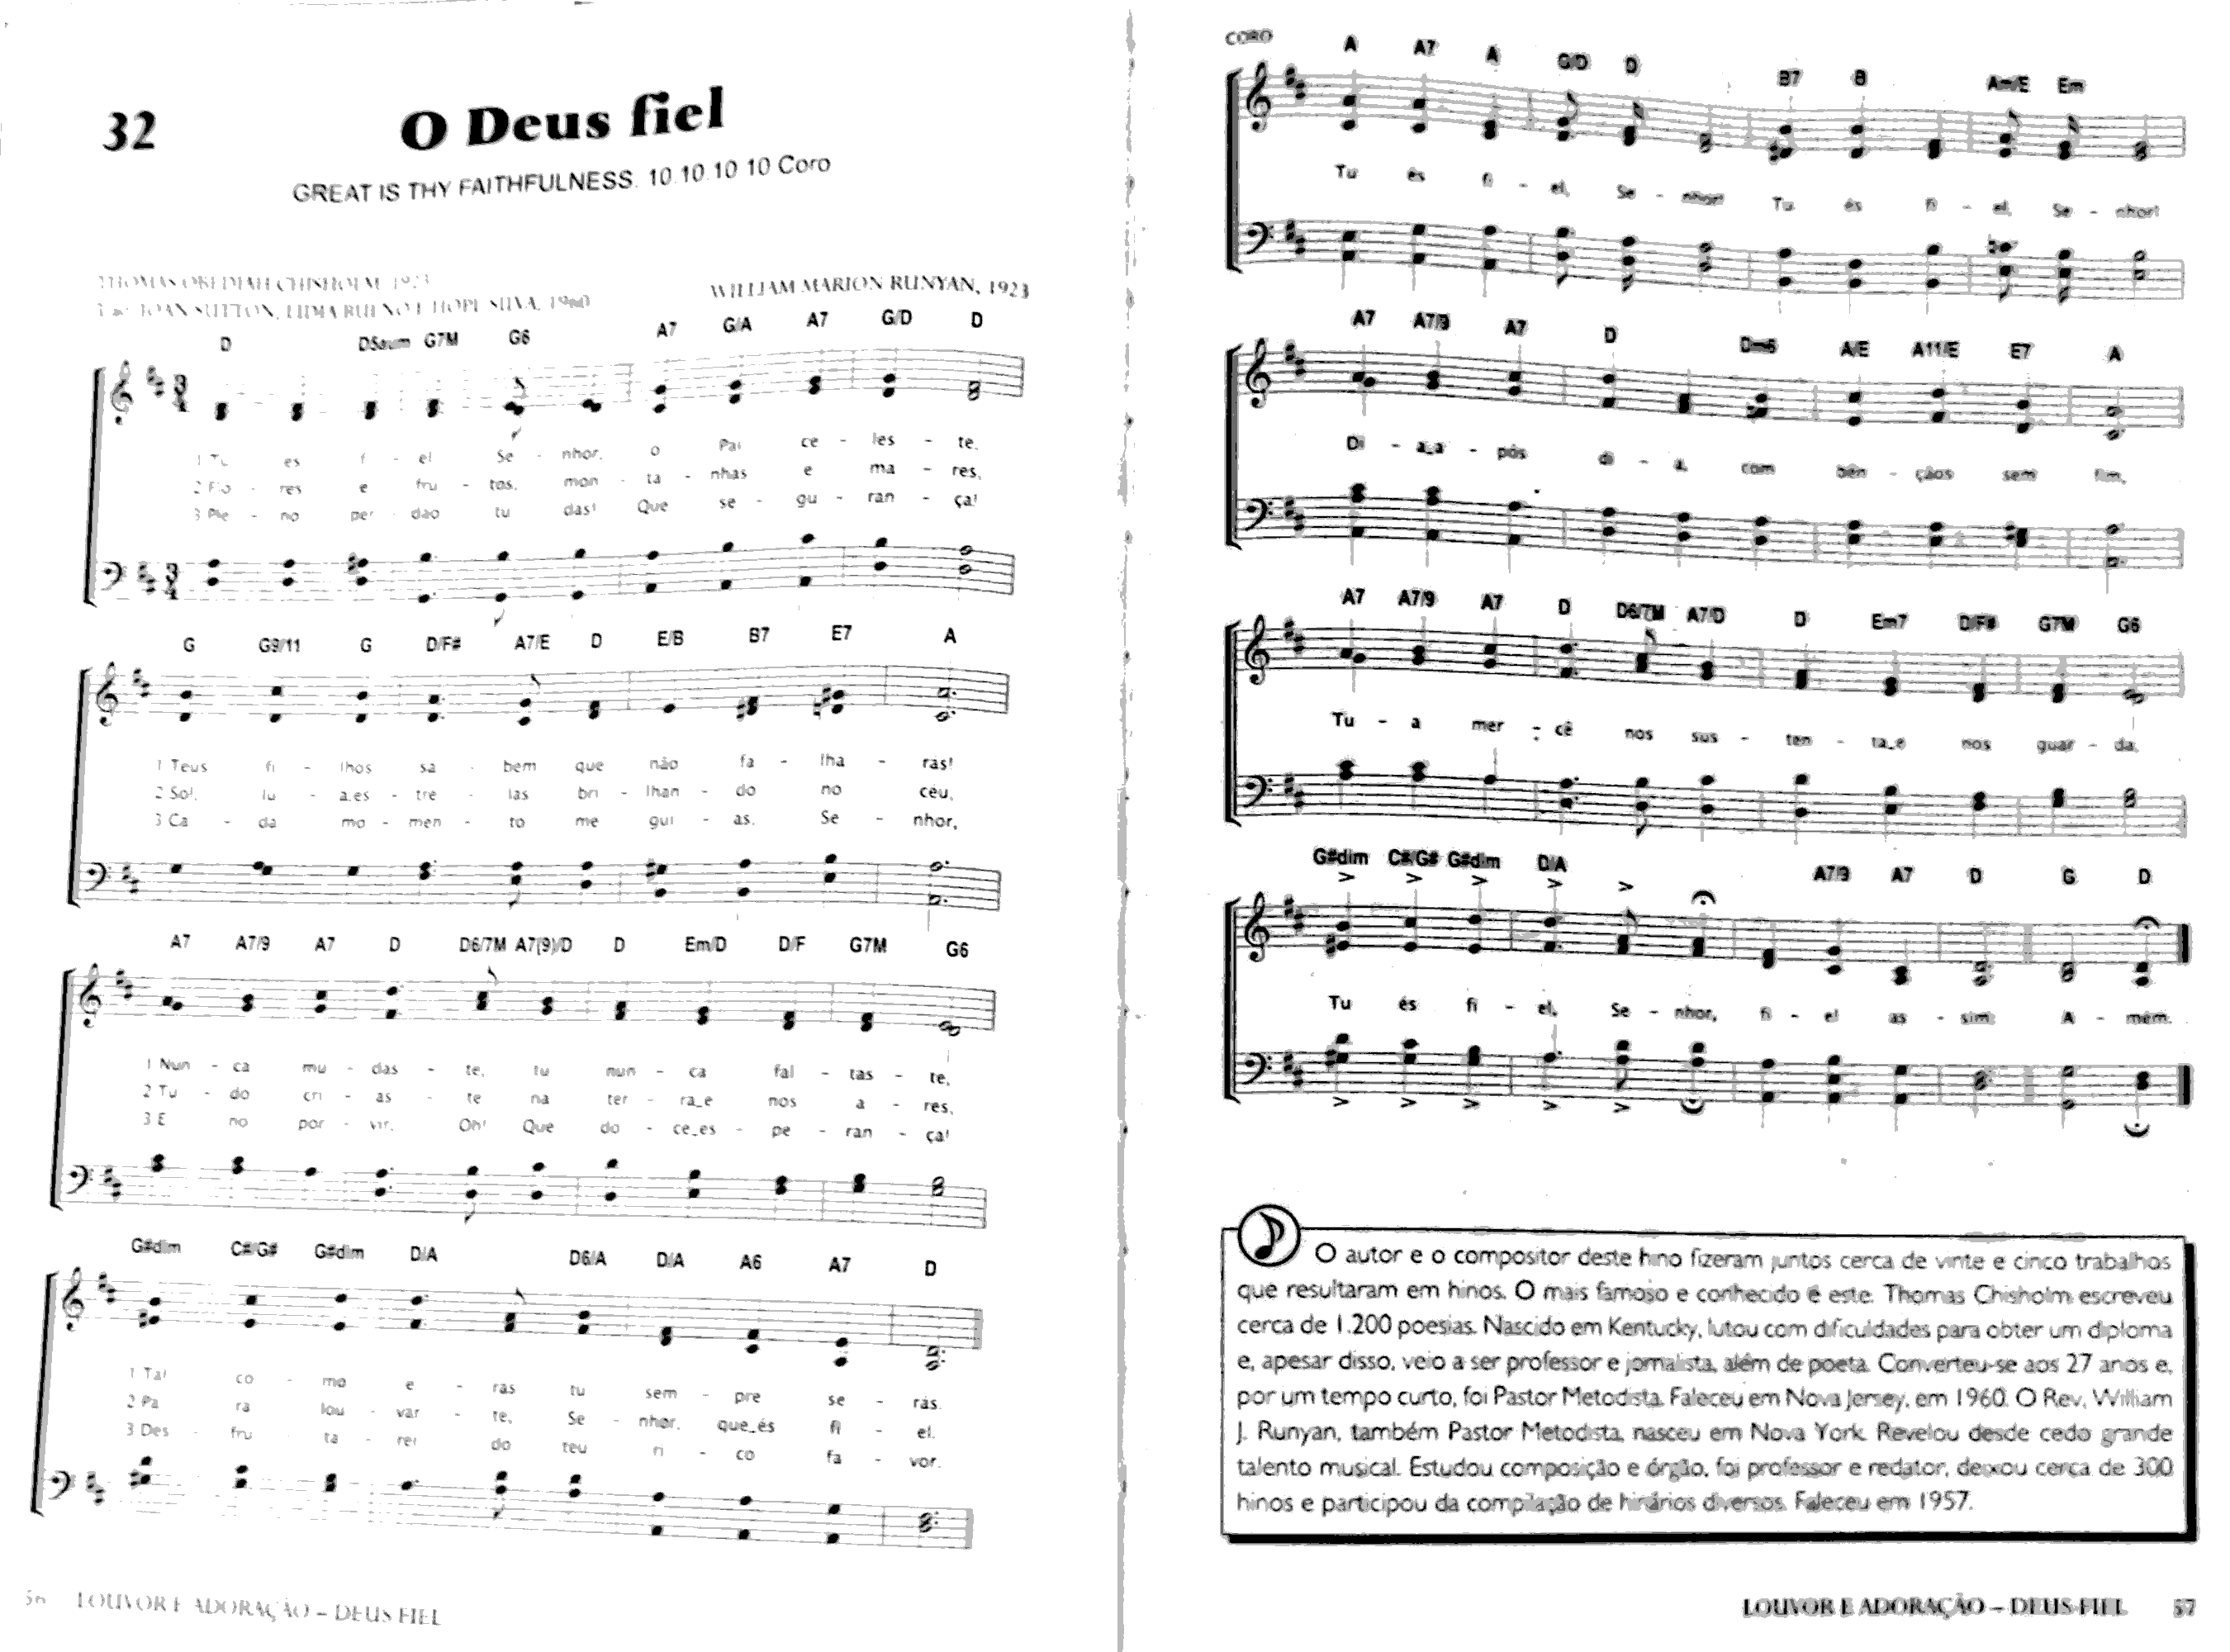 32
O Deus fiel
GREAT IS THY FAITHFULNESS. 10.10.10.10 Coro
THOMAS OBEDIAH CHISHOLM, 1923
JOAN SUTTON, 1960
WILLIAM MARION RUNYAN, 1923
D D5aum G7M G6 A7 G/A A7 G/D D
1 Tu es fi - el Se - nhor, o Pai ce - les - te,
2 Flo - res e fru - tos, mon - ta - nhas e ma - res,
3 Ple - no per - dao tu das! Que se - gu - ran - ça!
G G9/11 G D/F# A7/E D E/B B7 E7 A
1 Teus fi - lhos sa - bem que não fa - lha - ras!
2 Sol, lu - a‿es - tre - las bri - lhan - do no céu,
3 Ca - da mo - men - to me gui - as. Se - nhor,
A7 A7/9 A7 D D6/7M A7(9)/D D Em/D D/F G7M G6
1 Nun - ca mu - das - te, tu nun - ca fal - tas - te,
2 Tu - do cri - as - te na ter - ra‿e nos a - res,
3 E no por - vir. Oh! Que do - ce‿es - pe - ran - ça!
G#dim C#/G# G#dim D/A D6/A D/A A6 A7 D
1 Tal co - mo e - ras tu sem - pre se - rás.
2 Pa ra lou - var - te, Se - nhor, que‿és fi - el.
3 Des - fru ta - rei do teu ri - co fa - vor.
56 LOUVOR E ADORAÇÃO – DEUS FIEL
CORO
A A7 A G/D D B7 B Am/E Em
Tu és fi - el, Se - nhor! Tu és fi - el, Se - nhor!
A7 A7/9 A7 D Dm6 A/E A11/E E7 A
Di - a‿a - pós di - a, com bên - çãos sem fim,
A7 A7/9 A7 D D6/7M A7/D D Em7 D/F# G7M G6
Tu - a mer - cê nos sus - ten - ta‿e nos guar - da,
G#dim C#/G# G#dim D/A A7/9 A7 D G D
Tu és fi - el, Se - nhor, fi - el as - sim. A - mém.
O autor e o compositor deste hino fizeram juntos cerca de vinte e cinco trabalhos
que resultaram em hinos. O mais famoso e conhecido é este. Thomas Chisholm escreveu
cerca de 1.200 poesias. Nascido em Kentucky, lutou com dificuldades para obter um diploma
e, apesar disso, veio a ser professor e jornalista, além de poeta. Converteu-se aos 27 anos e,
por um tempo curto, foi Pastor Metodista. Faleceu em Nova Jersey, em 1960. O Rev. William
J. Runyan, também Pastor Metodista, nasceu em Nova York. Revelou desde cedo grande
talento musical. Estudou composição e órgão, foi professor e redator, deixou cerca de 300
hinos e participou da compilação de hinários diversos. Faleceu em 1957.
LOUVOR E ADORAÇÃO – DEUS FIEL 57